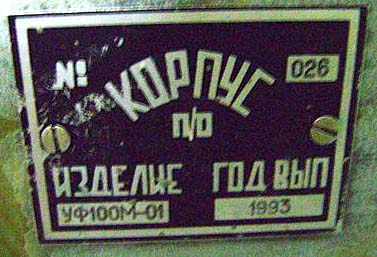 № КОРПУС 026
п/о
ИЗДЕЛИЕ ГОД ВЫП
УФ100М-01 1993